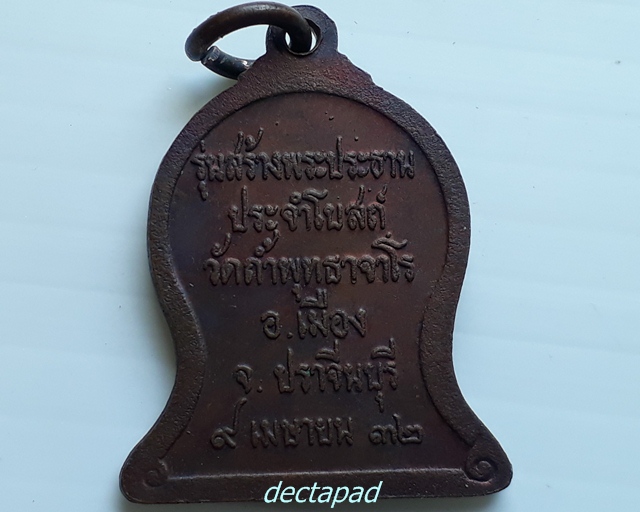 รุ่นสร้างพระประธาน
ประจำโบสถ์
วัดถ้ำพุทธาจาโร
อ.เมือง
จ. ปราจีนบุรี
๙ เมษายน ๓๒
dectapad